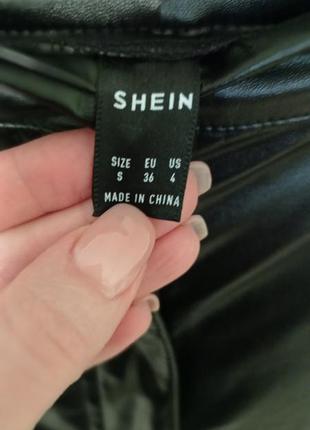 SHEIN
SIZE EU US
S 36 4
MADE IN CHINA